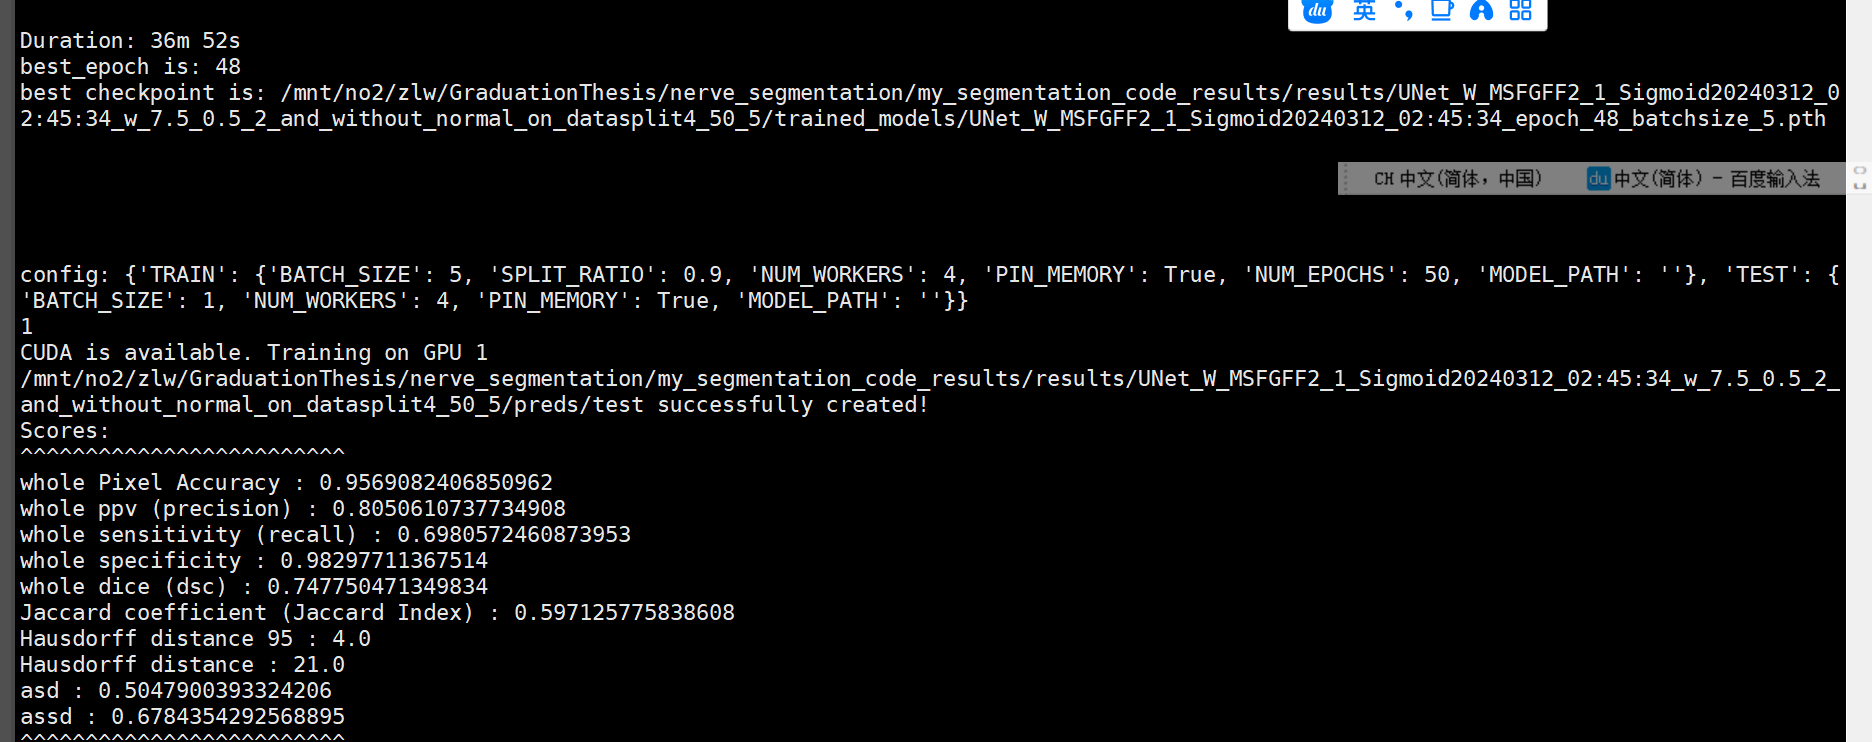 du 英
Duration: 36m 52s
best_epoch is: 48
best checkpoint is: /mnt/no2/zlw/GraduationThesis/nerve_segmentation/my_segmentation_code_results/results/UNet_W_MSFGFF2_1_Sigmoid20240312_0
2:45:34_w_7.5_0.5_2_and_without_normal_on_datasplit4_50_5/trained_models/UNet_W_MSFGFF2_1_Sigmoid20240312_02:45:34_epoch_48_batchsize_5.pth
CH 中文(简体，中国) du 中文(简体) - 百度输入法
config: {'TRAIN': {'BATCH_SIZE': 5, 'SPLIT_RATIO': 0.9, 'NUM_WORKERS': 4, 'PIN_MEMORY': True, 'NUM_EPOCHS': 50, 'MODEL_PATH': ''}, 'TEST': {
'BATCH_SIZE': 1, 'NUM_WORKERS': 4, 'PIN_MEMORY': True, 'MODEL_PATH': ''}}
1
CUDA is available. Training on GPU 1
/mnt/no2/zlw/GraduationThesis/nerve_segmentation/my_segmentation_code_results/results/UNet_W_MSFGFF2_1_Sigmoid20240312_02:45:34_w_7.5_0.5_2_
and_without_normal_on_datasplit4_50_5/preds/test successfully created!
Scores:
^^^^^^^^^^^^^^^^^^^^^^^^^
whole Pixel Accuracy : 0.9569082406850962
whole ppv (precision) : 0.8050610737734908
whole sensitivity (recall) : 0.6980572460873953
whole specificity : 0.98297711367514
whole dice (dsc) : 0.747750471349834
Jaccard coefficient (Jaccard Index) : 0.597125775838608
Hausdorff distance 95 : 4.0
Hausdorff distance : 21.0
asd : 0.5047900393324206
assd : 0.6784354292568895
^^^^^^^^^^^^^^^^^^^^^^^^^